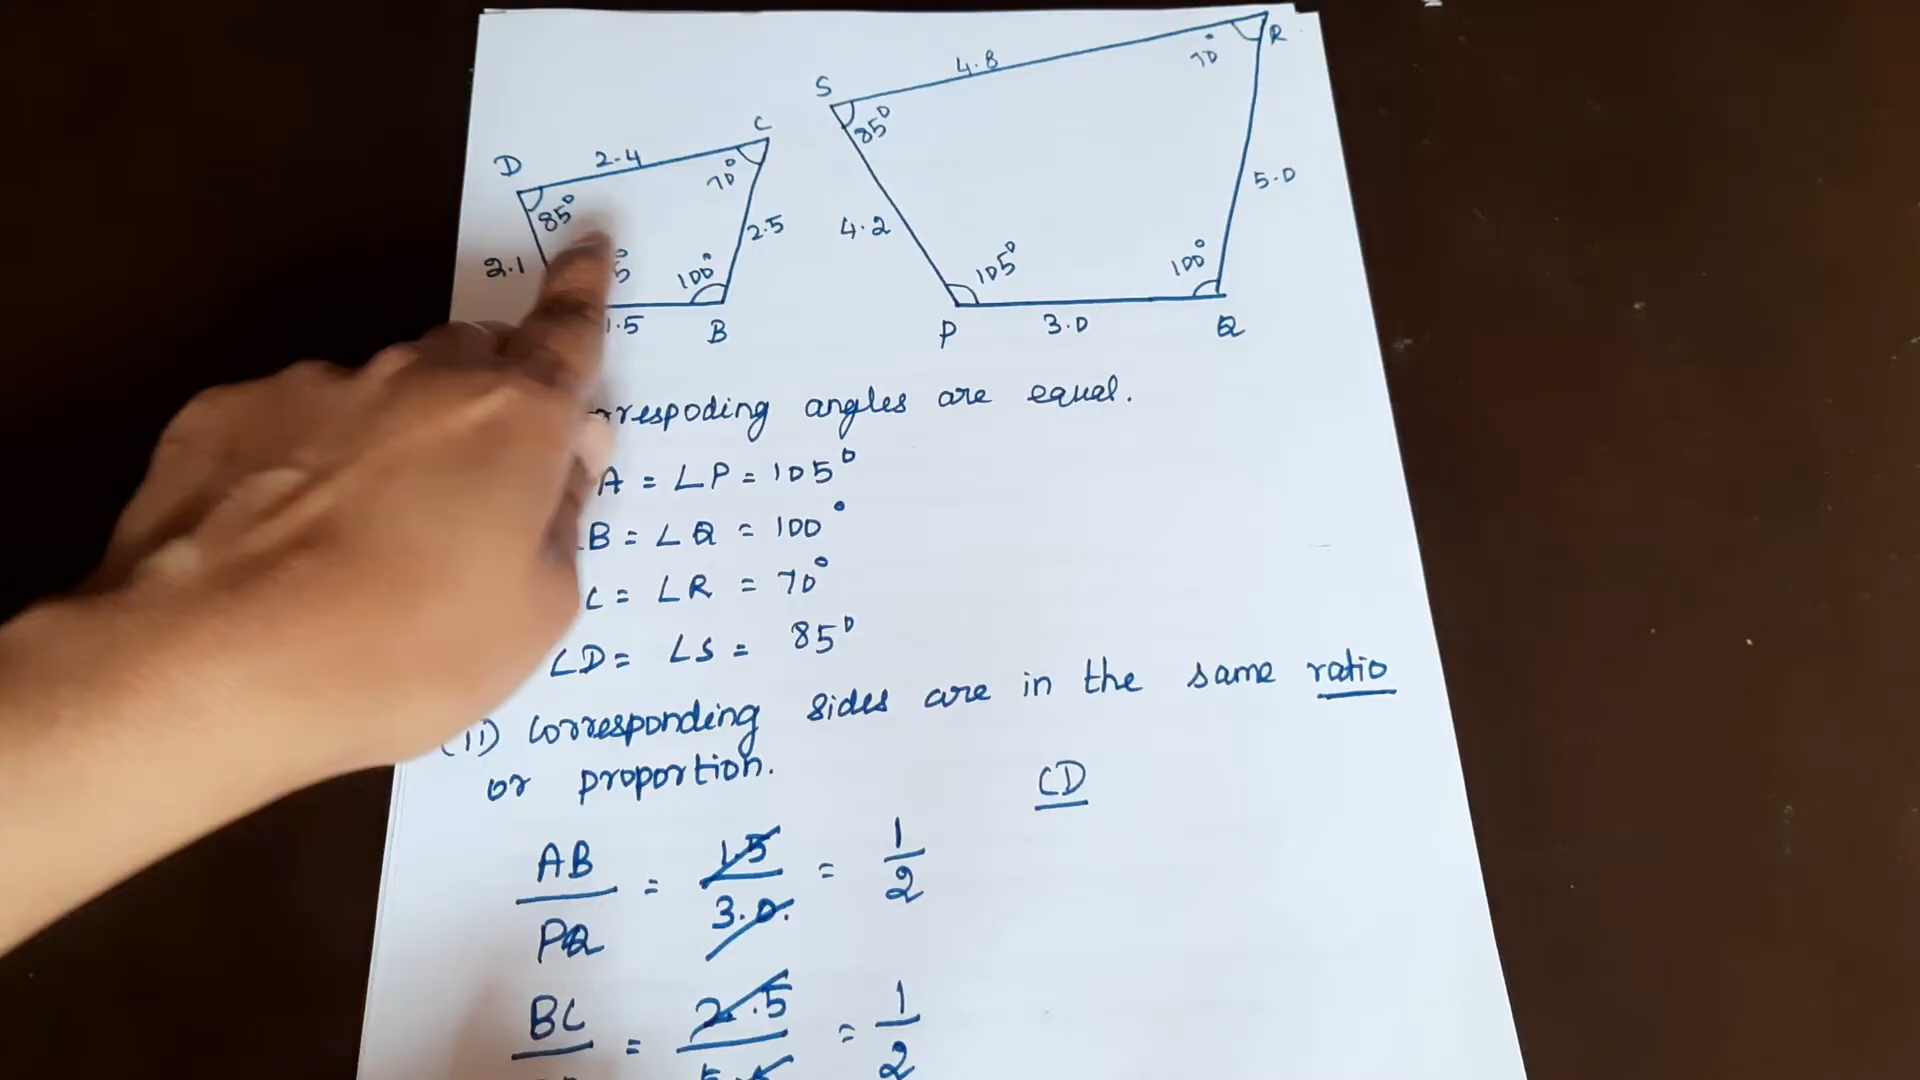 D 2.4 C
85° 70°
2.1 2.5
5° 100°
1.5 B
S 4.8 R
85° 70°
4.2 5.0
105° 100°
P 3.0 Q
rrespoding angles are equal.
A = ∠P = 105°
B = ∠Q = 100°
C = ∠R = 70°
∠D = ∠S = 85°
(ii) Corresponding sides are in the same ratio
or proportion.
CD
AB/PQ = 1.5/3.0 = 1/2
BC = 2.5 = 1/2